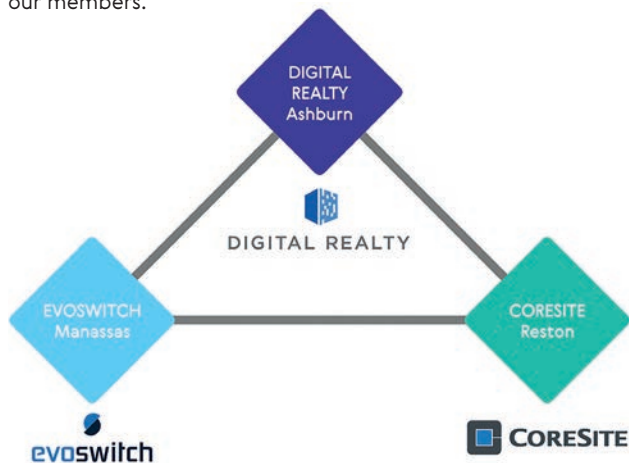 our members.
DIGITAL
REALTY
Ashburn
DIGITAL REALTY
EVOSWITCH
Manassas
CORESITE
Reston
evoswitch
CORESITE